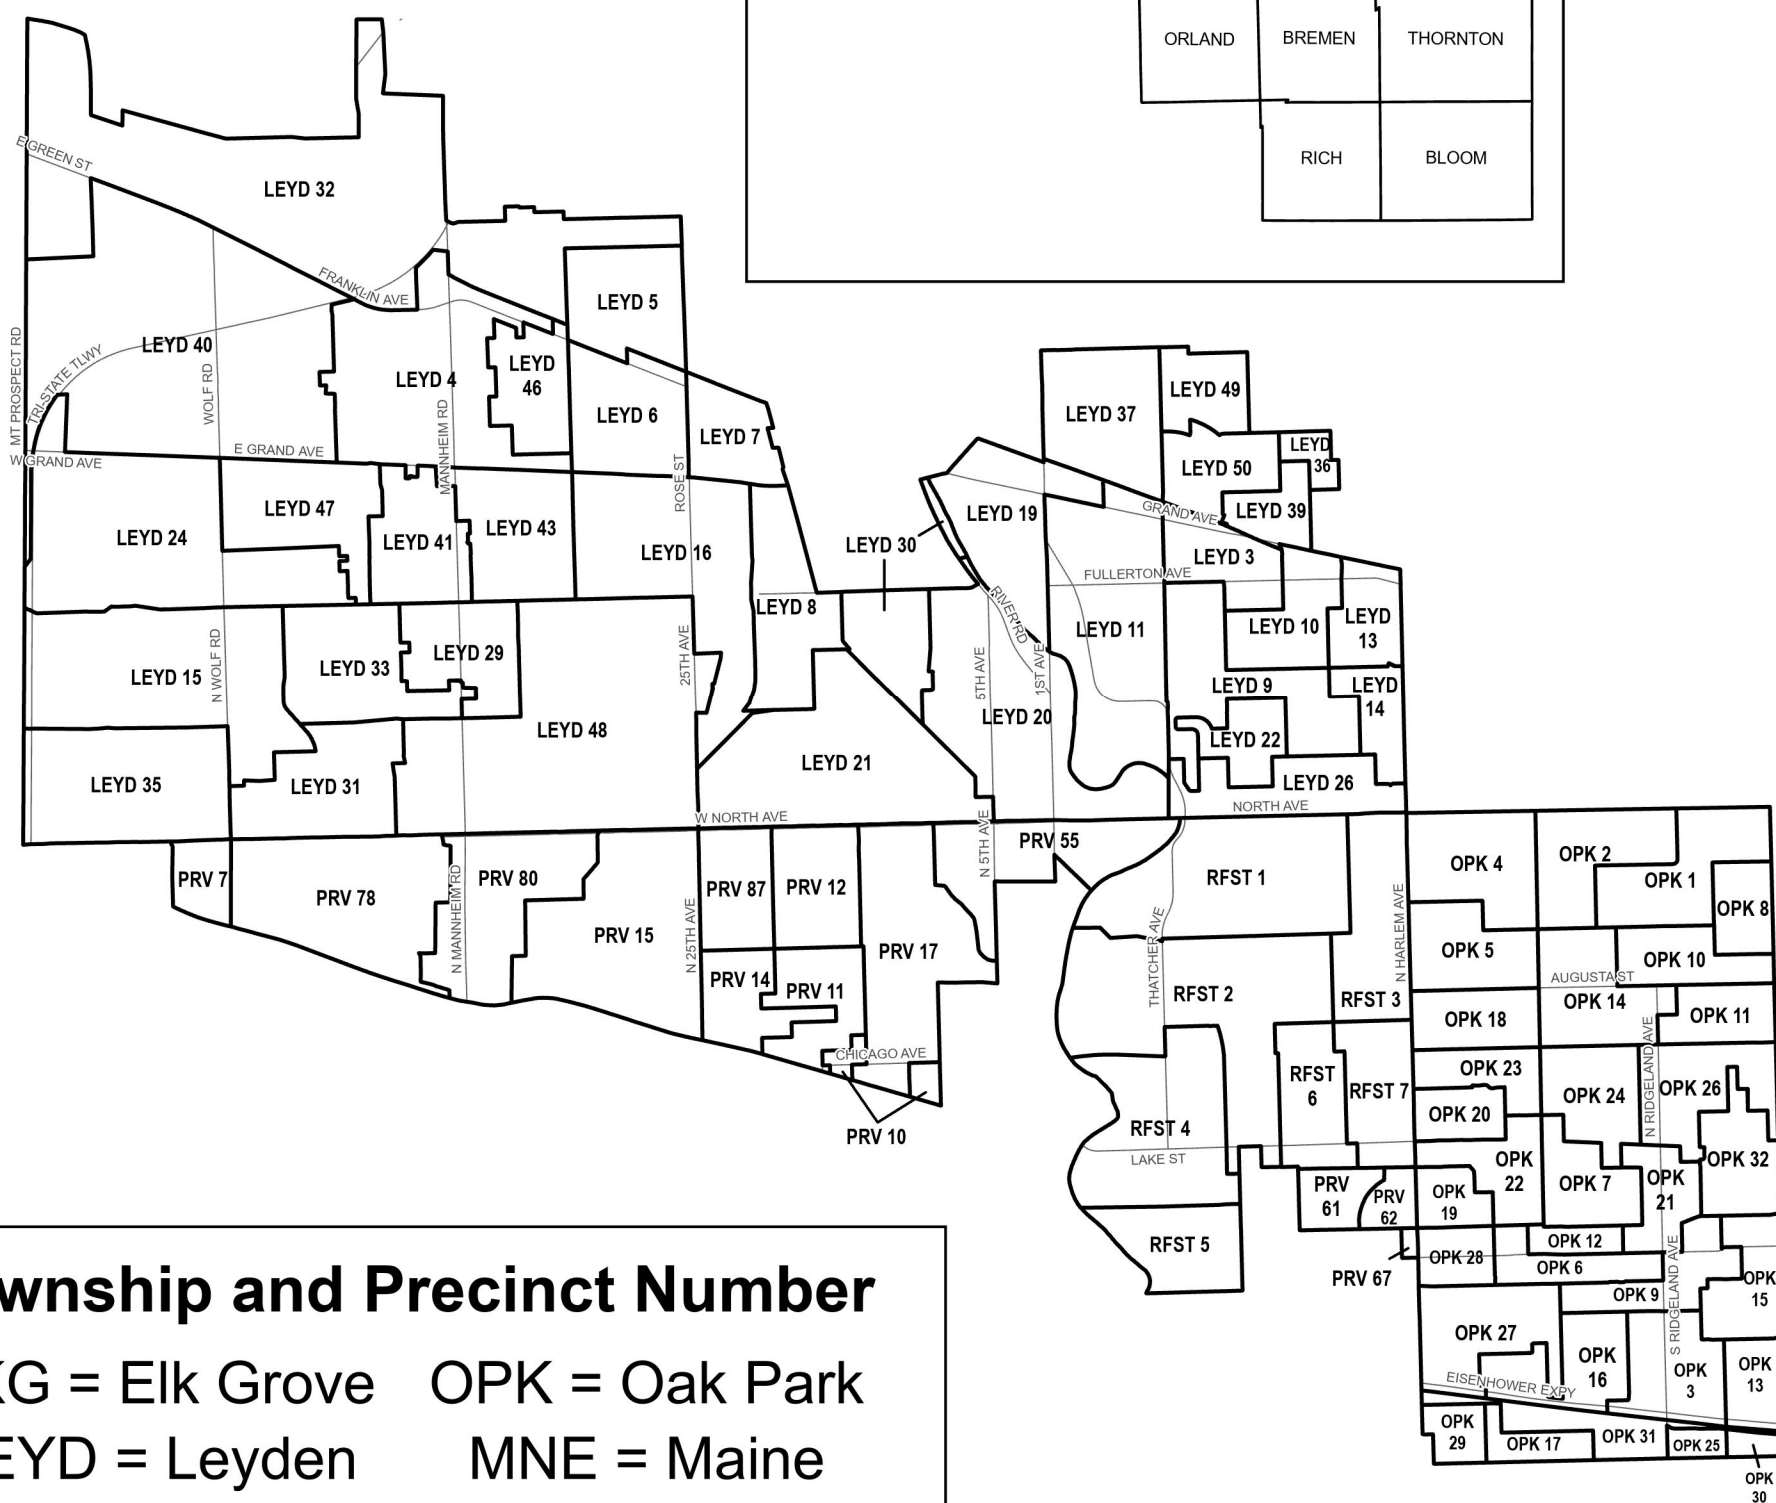 ORLAND
BREMEN
THORNTON
RICH
BLOOM
E GREEN ST
LEYD 32
FRANKLIN AVE
LEYD 5
MT PROSPECT RD
TRI-STATE TLWY
LEYD 40
WOLF RD
LEYD 4
MANNHEIM RD
LEYD
46
LEYD 6
LEYD 7
LEYD 37
LEYD 49
W GRAND AVE
E GRAND AVE
ROSE ST
LEYD 50
LEYD
36
LEYD 47
LEYD 24
LEYD 41
LEYD 43
LEYD 16
LEYD 30
LEYD 19
GRAND AVE
LEYD 39
LEYD 3
FULLERTON AVE
LEYD 8
RIVER RD
LEYD 11
LEYD 10
LEYD
13
LEYD 15
N WOLF RD
LEYD 33
LEYD 29
25TH AVE
5TH AVE
1ST AVE
LEYD 9
LEYD
14
LEYD 48
LEYD 20
LEYD 22
LEYD 35
LEYD 31
LEYD 21
LEYD 26
W NORTH AVE
NORTH AVE
N 5TH AVE
PRV 55
PRV 7
PRV 78
N MANNHEIM RD
PRV 80
PRV 15
N 25TH AVE
PRV 87
PRV 12
PRV 17
PRV 14
PRV 11
CHICAGO AVE
PRV 10
RFST 1
THATCHER AVE
N HARLEM AVE
RFST 2
RFST 3
RFST
6
RFST 7
RFST 4
LAKE ST
RFST 5
PRV
61
PRV
62
PRV 67
OPK 4
OPK 2
OPK 1
OPK 8
OPK 5
OPK 10
AUGUSTA ST
OPK 14
OPK 18
OPK 11
N RIDGELAND AVE
OPK 23
OPK 24
OPK 26
OPK 20
OPK
22
OPK 7
OPK
21
OPK 32
OPK
19
OPK 12
OPK 28
OPK 6
S RIDGELAND AVE
OPK 9
OPK
15
OPK 27
OPK
16
OPK
3
OPK
13
EISENHOWER EXPY
OPK
29
OPK 17
OPK 31
OPK 25
OPK
30
wnship and Precinct Number
KG = Elk Grove
OPK = Oak Park
EYD = Leyden
MNE = Maine